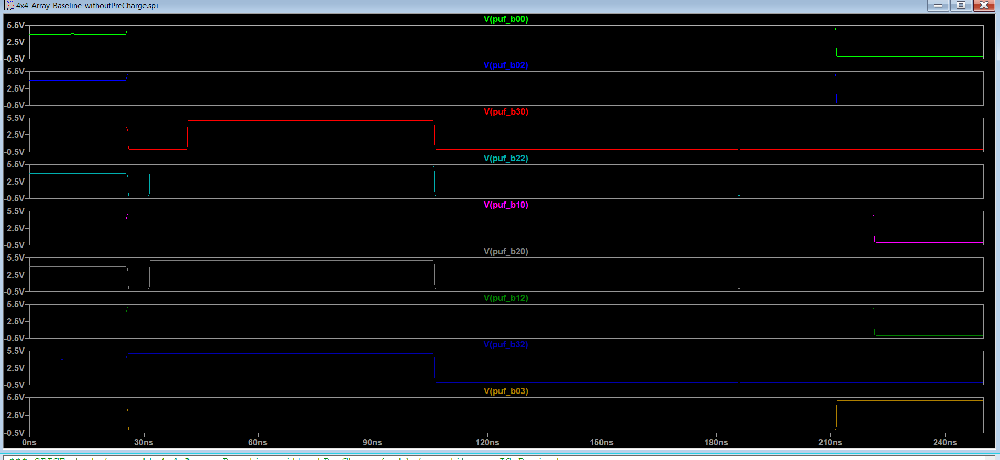 4x4_Array_Baseline_withoutPreCharge.spi
V(puf_b00)
5.5V
2.5V
-0.5V
V(puf_b02)
5.5V
2.5V
-0.5V
V(puf_b30)
5.5V
2.5V
-0.5V
V(puf_b22)
5.5V
2.5V
-0.5V
V(puf_b10)
5.5V
2.5V
-0.5V
V(puf_b20)
5.5V
2.5V
-0.5V
V(puf_b12)
5.5V
2.5V
-0.5V
V(puf_b32)
5.5V
2.5V
-0.5V
V(puf_b03)
5.5V
2.5V
-0.5V
0ns 30ns 60ns 90ns 120ns 150ns 180ns 210ns 240ns